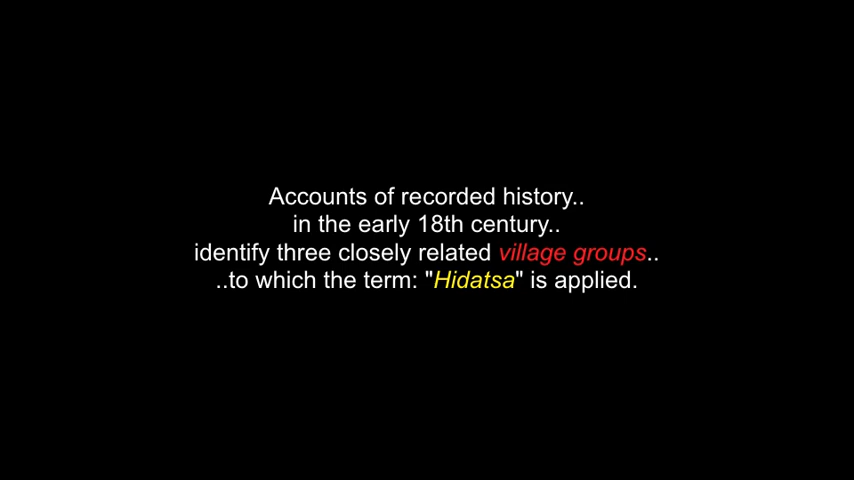 Accounts of recorded history..
in the early 18th century..
identify three closely related village groups..
..to which the term: "Hidatsa" is applied.